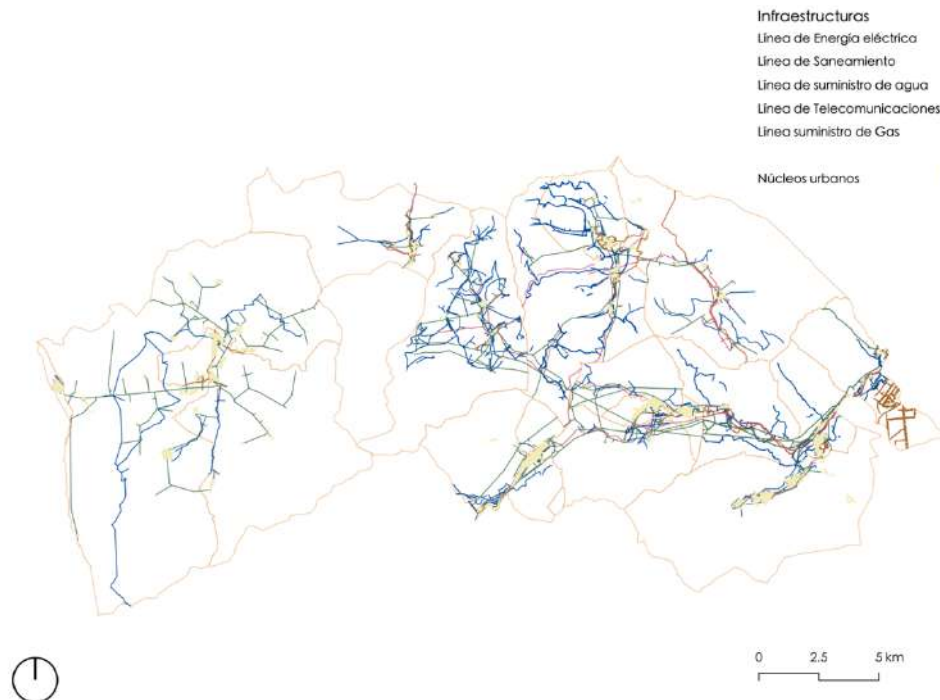 Infraestructuras
Línea de Energía eléctrica
Línea de Saneamiento
Línea de suministro de agua
Línea de Telecomunicaciones
Línea suministro de Gas
Núcleos urbanos
0 2.5 5 km